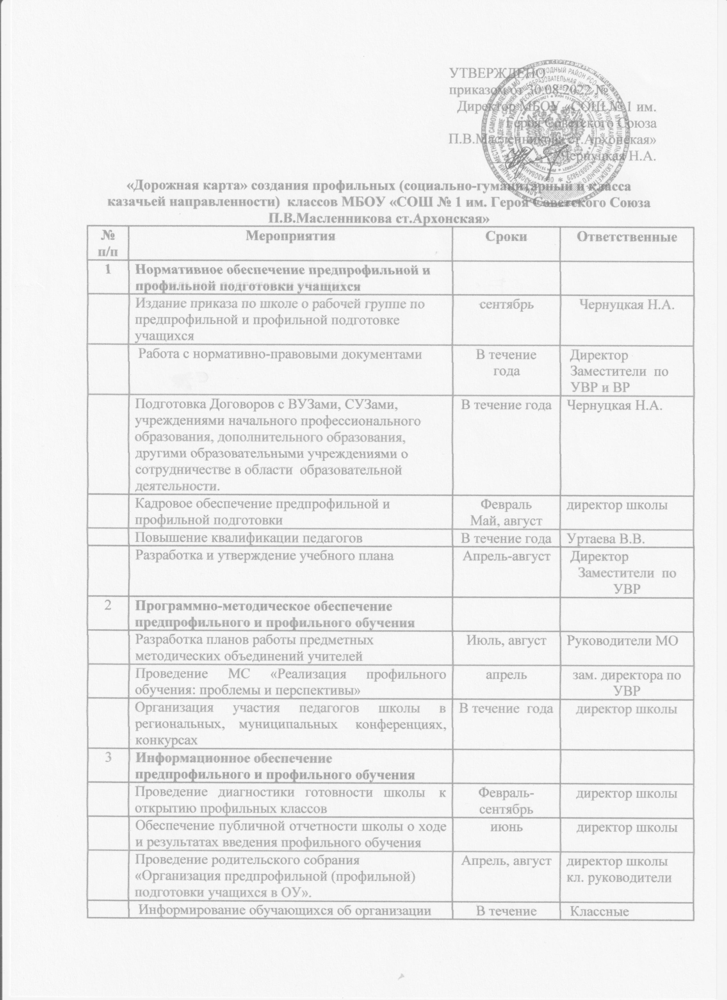 УТВЕРЖДЕНО
приказом от 30.08.2022 №
Директор МБОУ «СОШ № 1 им.
Героя Советского Союза
П.В.Масленникова ст.Архонская»
Чернуцкая Н.А.
«Дорожная карта» создания профильных (социально-гуманитарный и класса
казачьей направленности) классов МБОУ «СОШ № 1 им. Героя Советского Союза
П.В.Масленникова ст.Архонская»
№ п/п Мероприятия Сроки Ответственные
1 Нормативное обеспечение предпрофильной и
профильной подготовки учащихся
Издание приказа по школе о рабочей группе по сентябрь Чернуцкая Н.А.
предпрофильной и профильной подготовке
учащихся
Работа с нормативно-правовыми документами В течение Директор
года Заместители по
УВР и ВР
Подготовка Договоров с ВУЗами, СУЗами, В течение года Чернуцкая Н.А.
учреждениями начального профессионального
образования, дополнительного образования,
другими образовательными учреждениями о
сотрудничестве в области образовательной
деятельности.
Кадровое обеспечение предпрофильной и Февраль директор школы
профильной подготовки Май, август
Повышение квалификации педагогов В течение года Уртаева В.В.
Разработка и утверждение учебного плана Апрель-август Директор
Заместители по
УВР
2 Программно-методическое обеспечение
предпрофильного и профильного обучения
Разработка планов работы предметных Июль, август Руководители МО
методических объединений учителей
Проведение МС «Реализация профильного апрель зам. директора по
обучения: проблемы и перспективы» УВР
Организация участия педагогов школы в В течение года директор школы
региональных, муниципальных конференциях,
конкурсах
3 Информационное обеспечение
предпрофильного и профильного обучения
Проведение диагностики готовности школы к Февраль- директор школы
открытию профильных классов сентябрь
Обеспечение публичной отчетности школы о ходе июнь директор школы
и результатах введения профильного обучения
Проведение родительского собрания Апрель, август директор школы
«Организация предпрофильной (профильной) кл. руководители
подготовки учащихся в ОУ».
Информирование обучающихся об организации В течение Классные